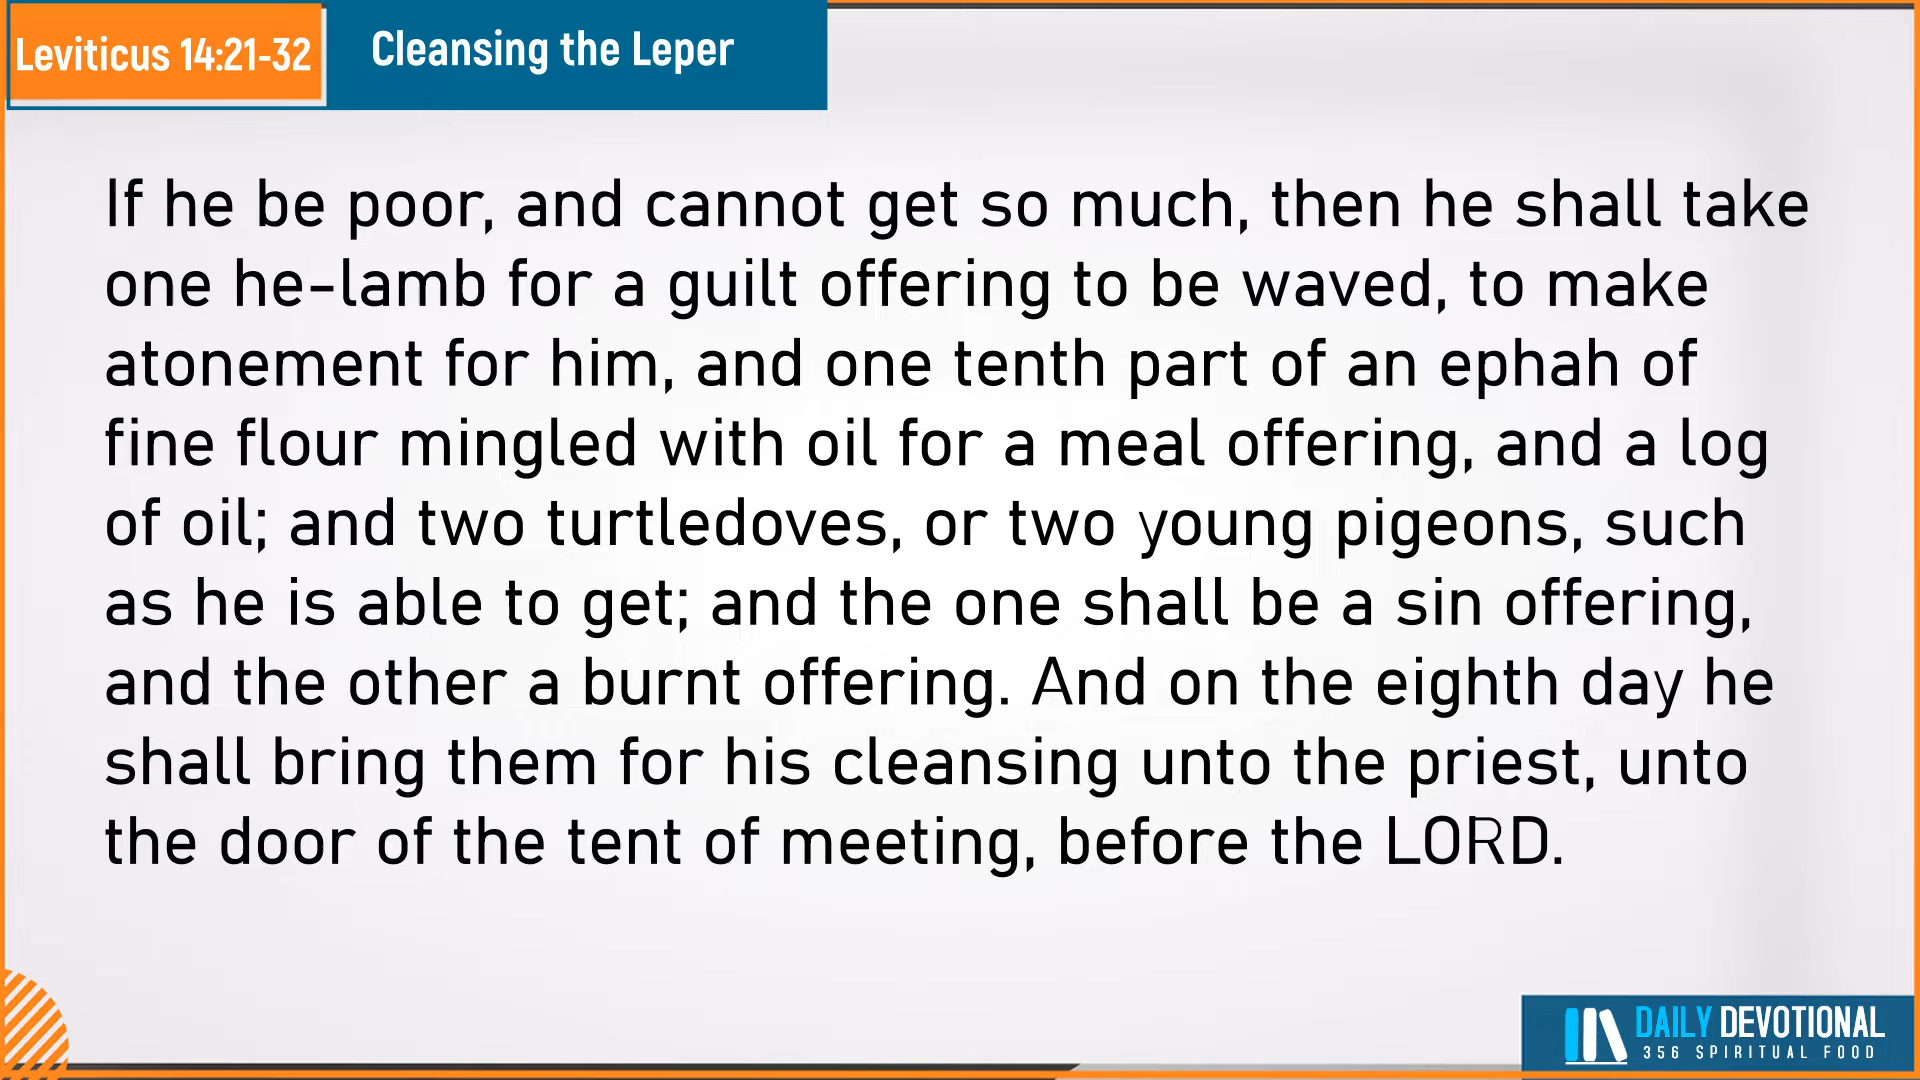 Leviticus 14:21-32
Cleansing the Leper
If he be poor, and cannot get so much, then he shall take
one he-lamb for a guilt offering to be waved, to make
atonement for him, and one tenth part of an ephah of
fine flour mingled with oil for a meal offering, and a log
of oil; and two turtledoves, or two young pigeons, such
as he is able to get; and the one shall be a sin offering,
and the other a burnt offering. And on the eighth day he
shall bring them for his cleansing unto the priest, unto
the door of the tent of meeting, before the LORD.
DAILY DEVOTIONAL
356 SPIRITUAL FOOD